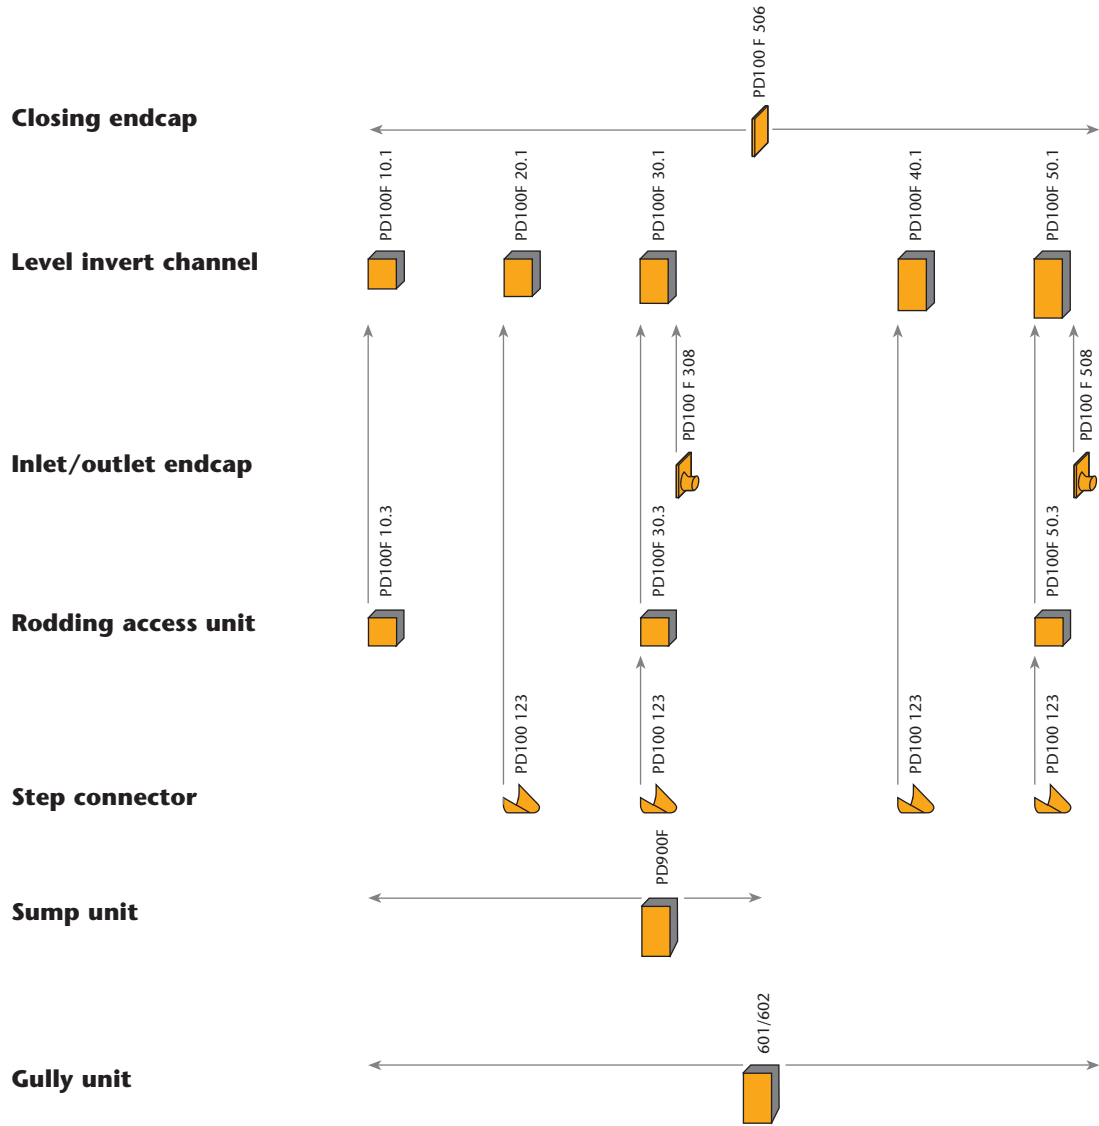 PD100 F 506
Closing endcap
PD100F 10.1
PD100F 20.1
PD100F 30.1
PD100F 40.1
PD100F 50.1
Level invert channel
PD100 F 308
PD100 F 508
Inlet/outlet endcap
PD100F 10.3
PD100F 30.3
PD100F 50.3
Rodding access unit
PD100 123
PD100 123
PD100 123
PD100 123
Step connector
PD900F
Sump unit
601/602
Gully unit